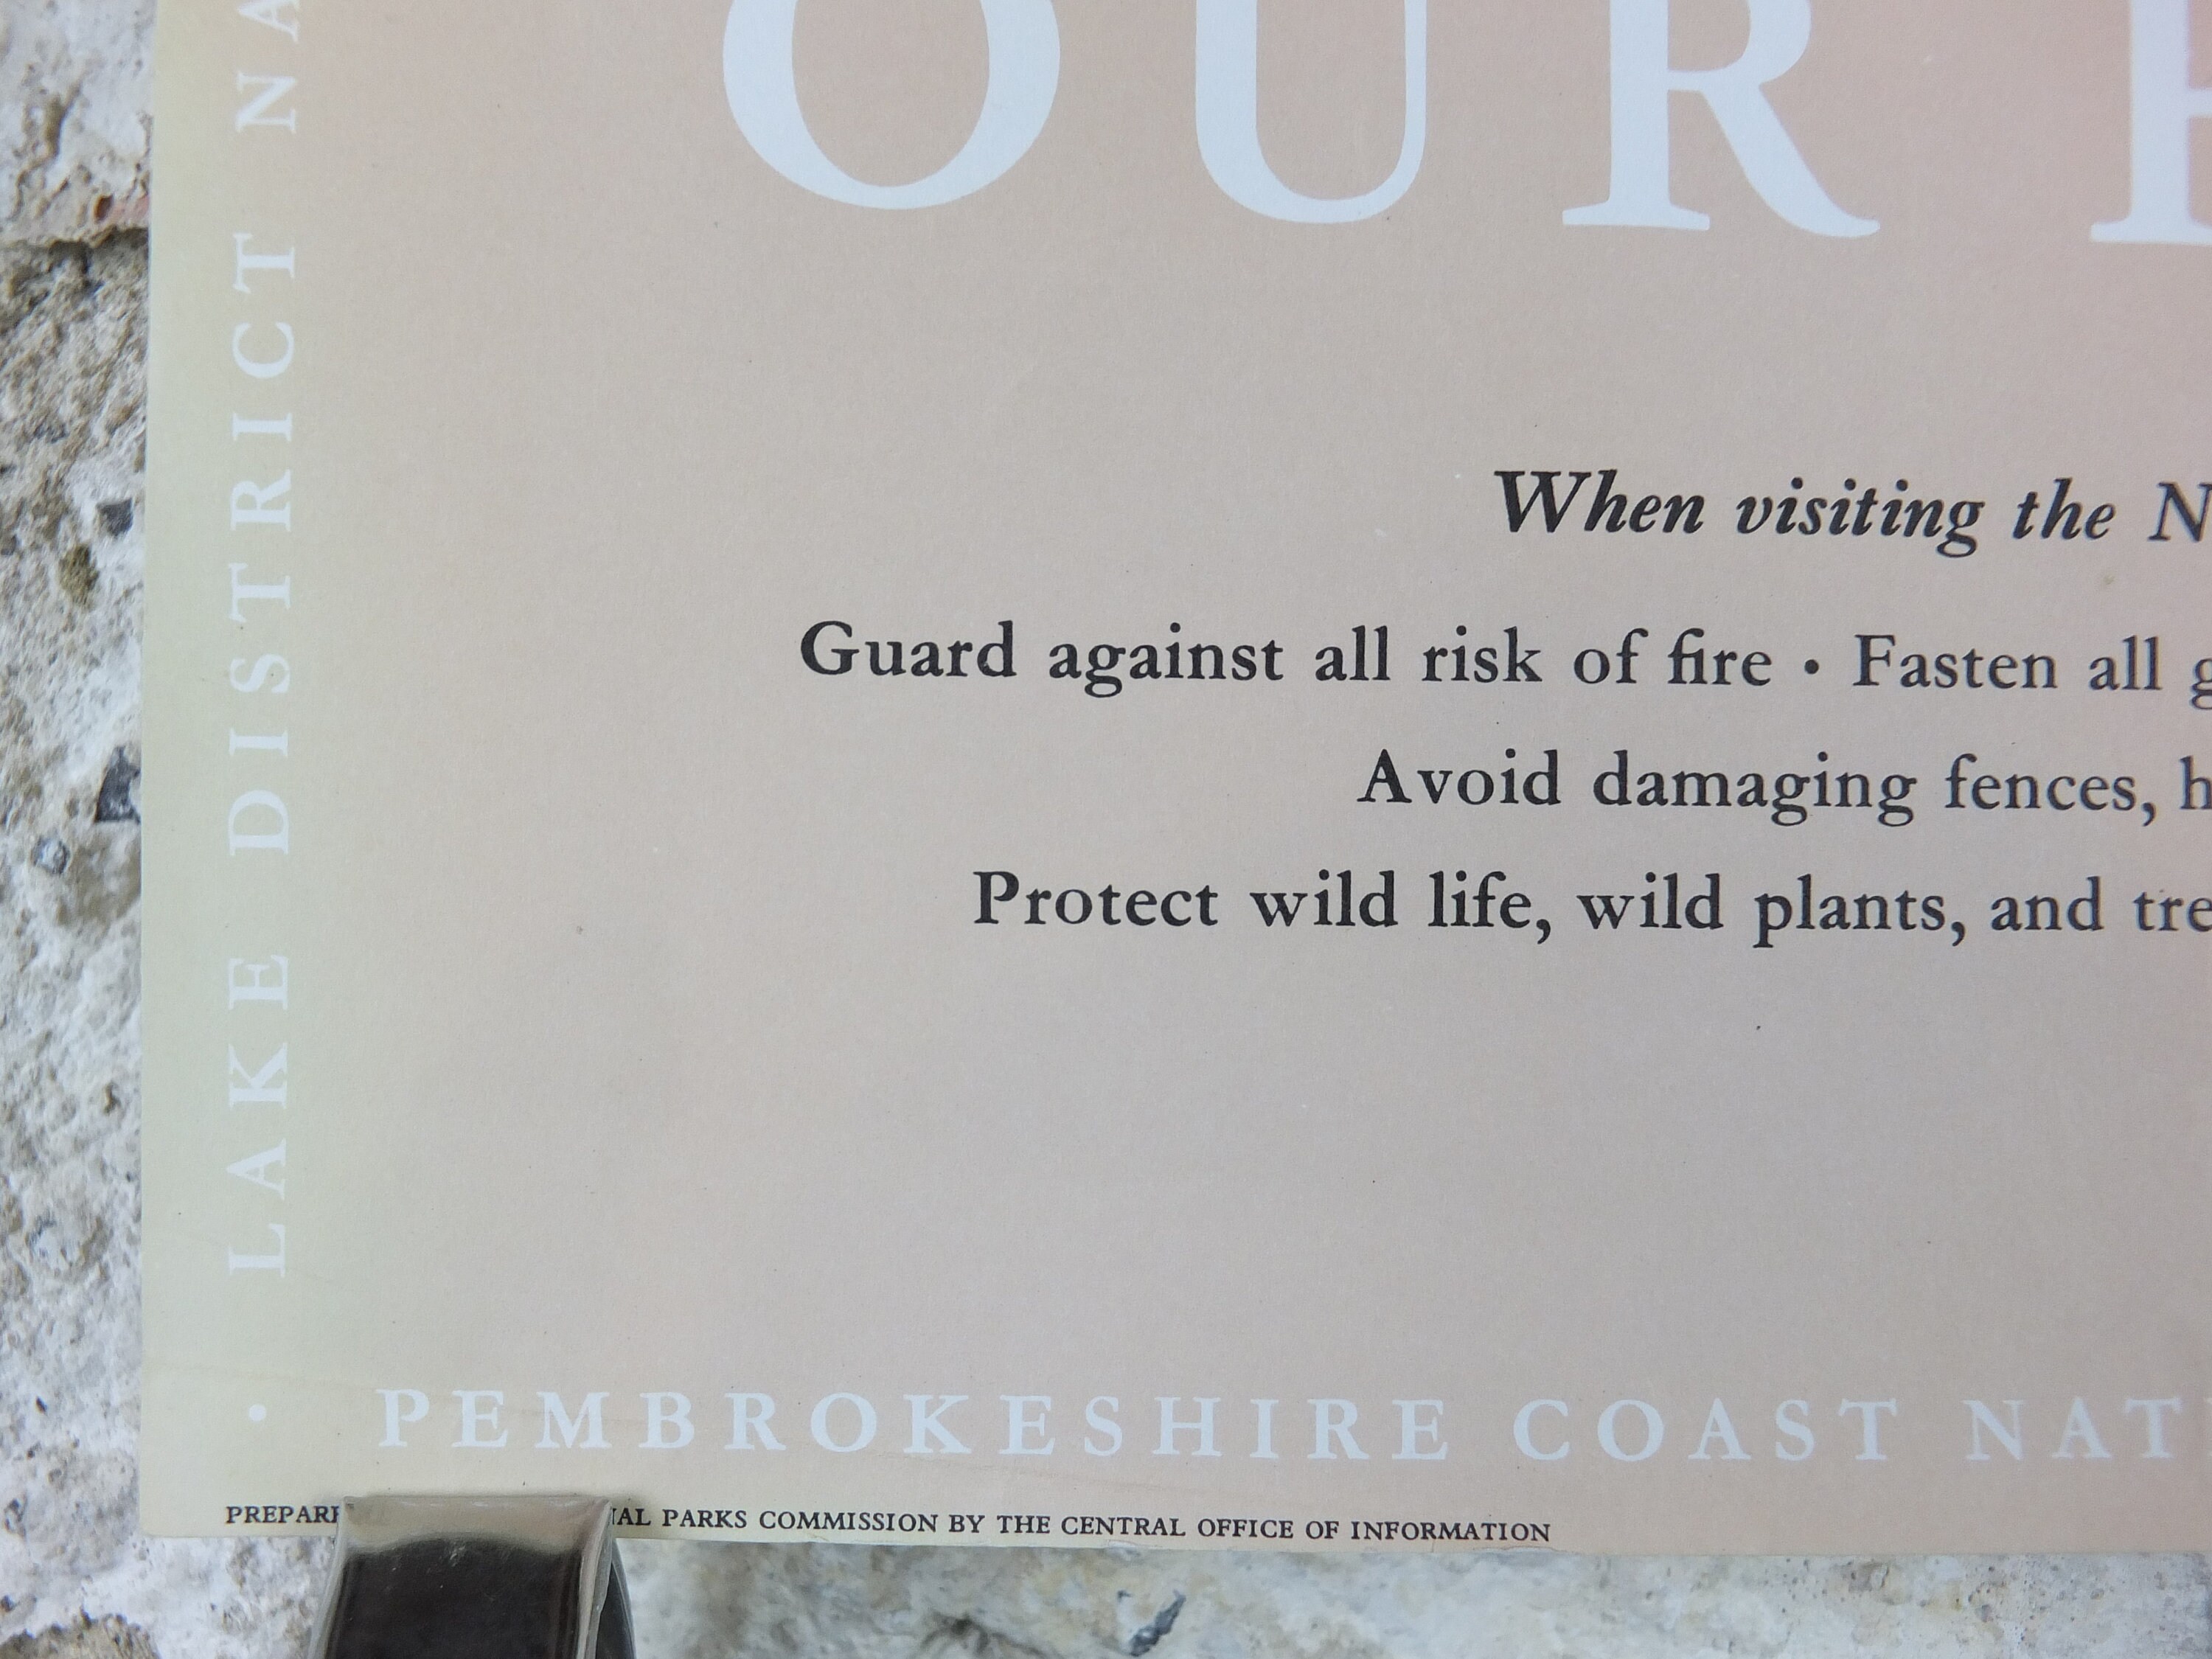 OUR
When visiting the N
Guard against all risk of fire • Fasten all g
Avoid damaging fences, h
Protect wild life, wild plants, and tre
LAKE DISTRICT NA
• PEMBROKESHIRE COAST NAT
PREPAR NAL PARKS COMMISSION BY THE CENTRAL OFFICE OF INFORMATION